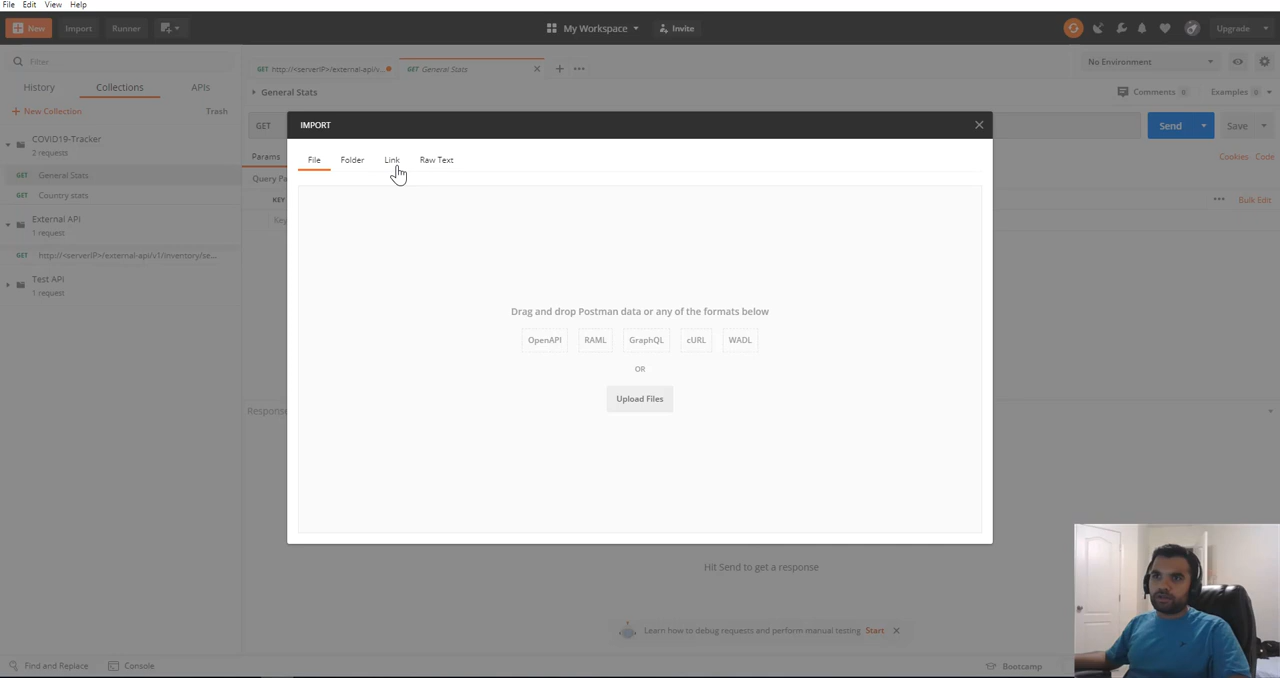 File Edit View Help
New Import Runner My Workspace Invite Upgrade
Filter
GET http://<serverIP>/external-api/v... GET General Stats No Environment
History Collections APIs
General Stats Comments 0 Examples 0
+ New Collection Trash
GET Send Save
IMPORT
COVID19-Tracker
2 requests
Params Cookies Code
File Folder Link Raw Text
GET General Stats
Query
GET Country stats
KEY Bulk Edit
External API
1 request
GET http://<serverIP>/external-api/v1/inventory/se...
Test API
1 request
Drag and drop Postman data or any of the formats below
OpenAPI RAML GraphQL cURL WADL
OR
Upload Files
Response
Hit Send to get a response
Learn how to debug requests and perform manual testing Start
Find and Replace Console Bootcamp